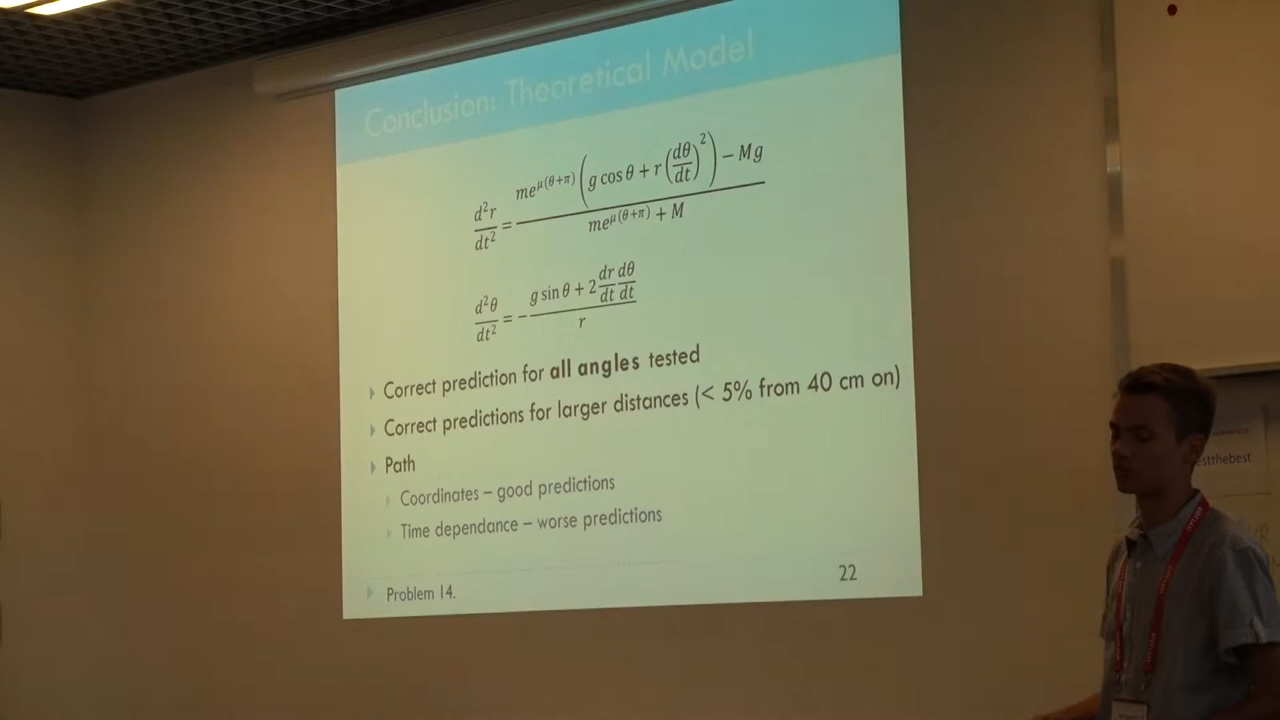 Conclusion: Theoretical Model
d²r/dt² = (me^{μ(θ+π)} (g cos θ + r (dθ/dt)²) − Mg) / (me^{μ(θ+π)} + M)
d²θ/dt² = − (g sin θ + 2 dr/dt dθ/dt) / r
Correct prediction for all angles tested
Correct predictions for larger distances (< 5% from 40 cm on)
Path
Coordinates – good predictions
Time dependance – worse predictions
Problem 14.
22
estthebest